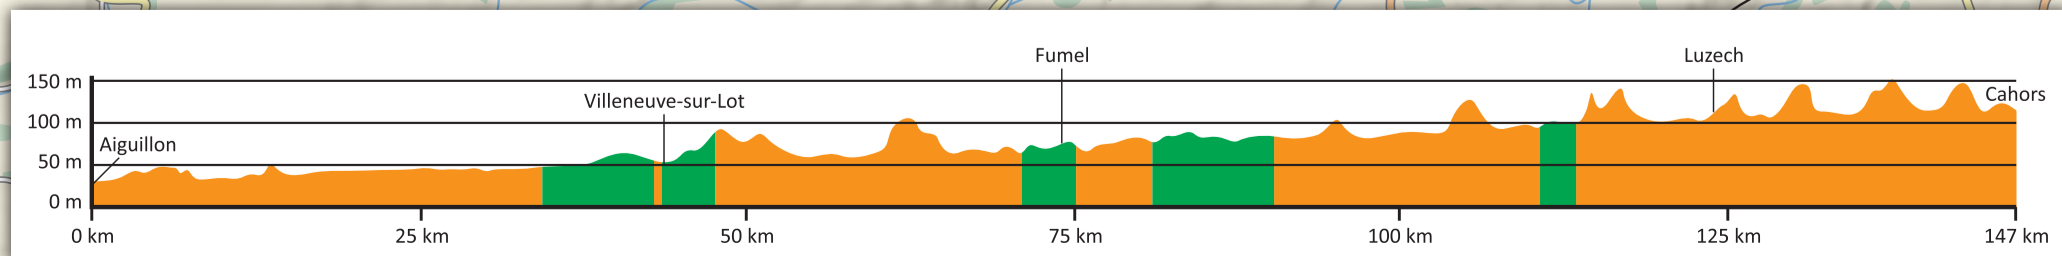 Fumel
Luzech
150 m
Villeneuve-sur-Lot
Cahors
100 m
Aiguillon
50 m
0 m
0 km
25 km
50 km
75 km
100 km
125 km
147 km